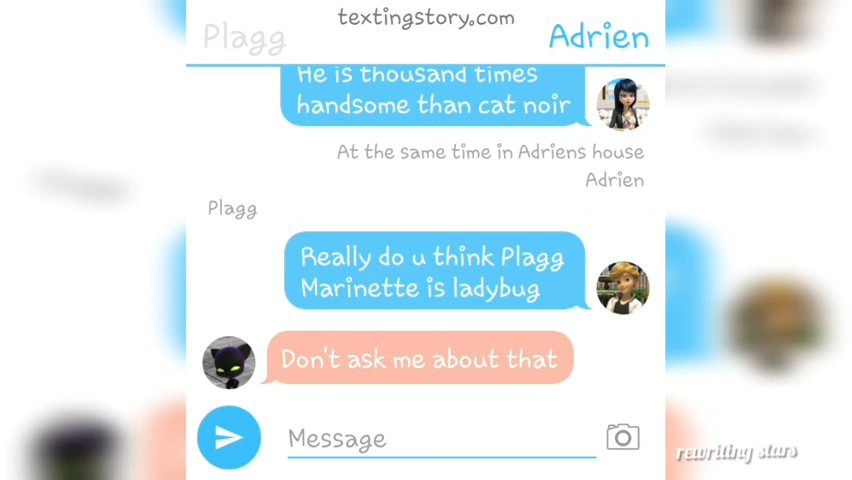 textingstory.com
Plagg
Adrien
He is thousand times
handsome than cat noir
At the same time in Adriens house
Adrien
Plagg
Really do u think Plagg
Marinette is ladybug
Don't ask me about that
Message
rewriting stars